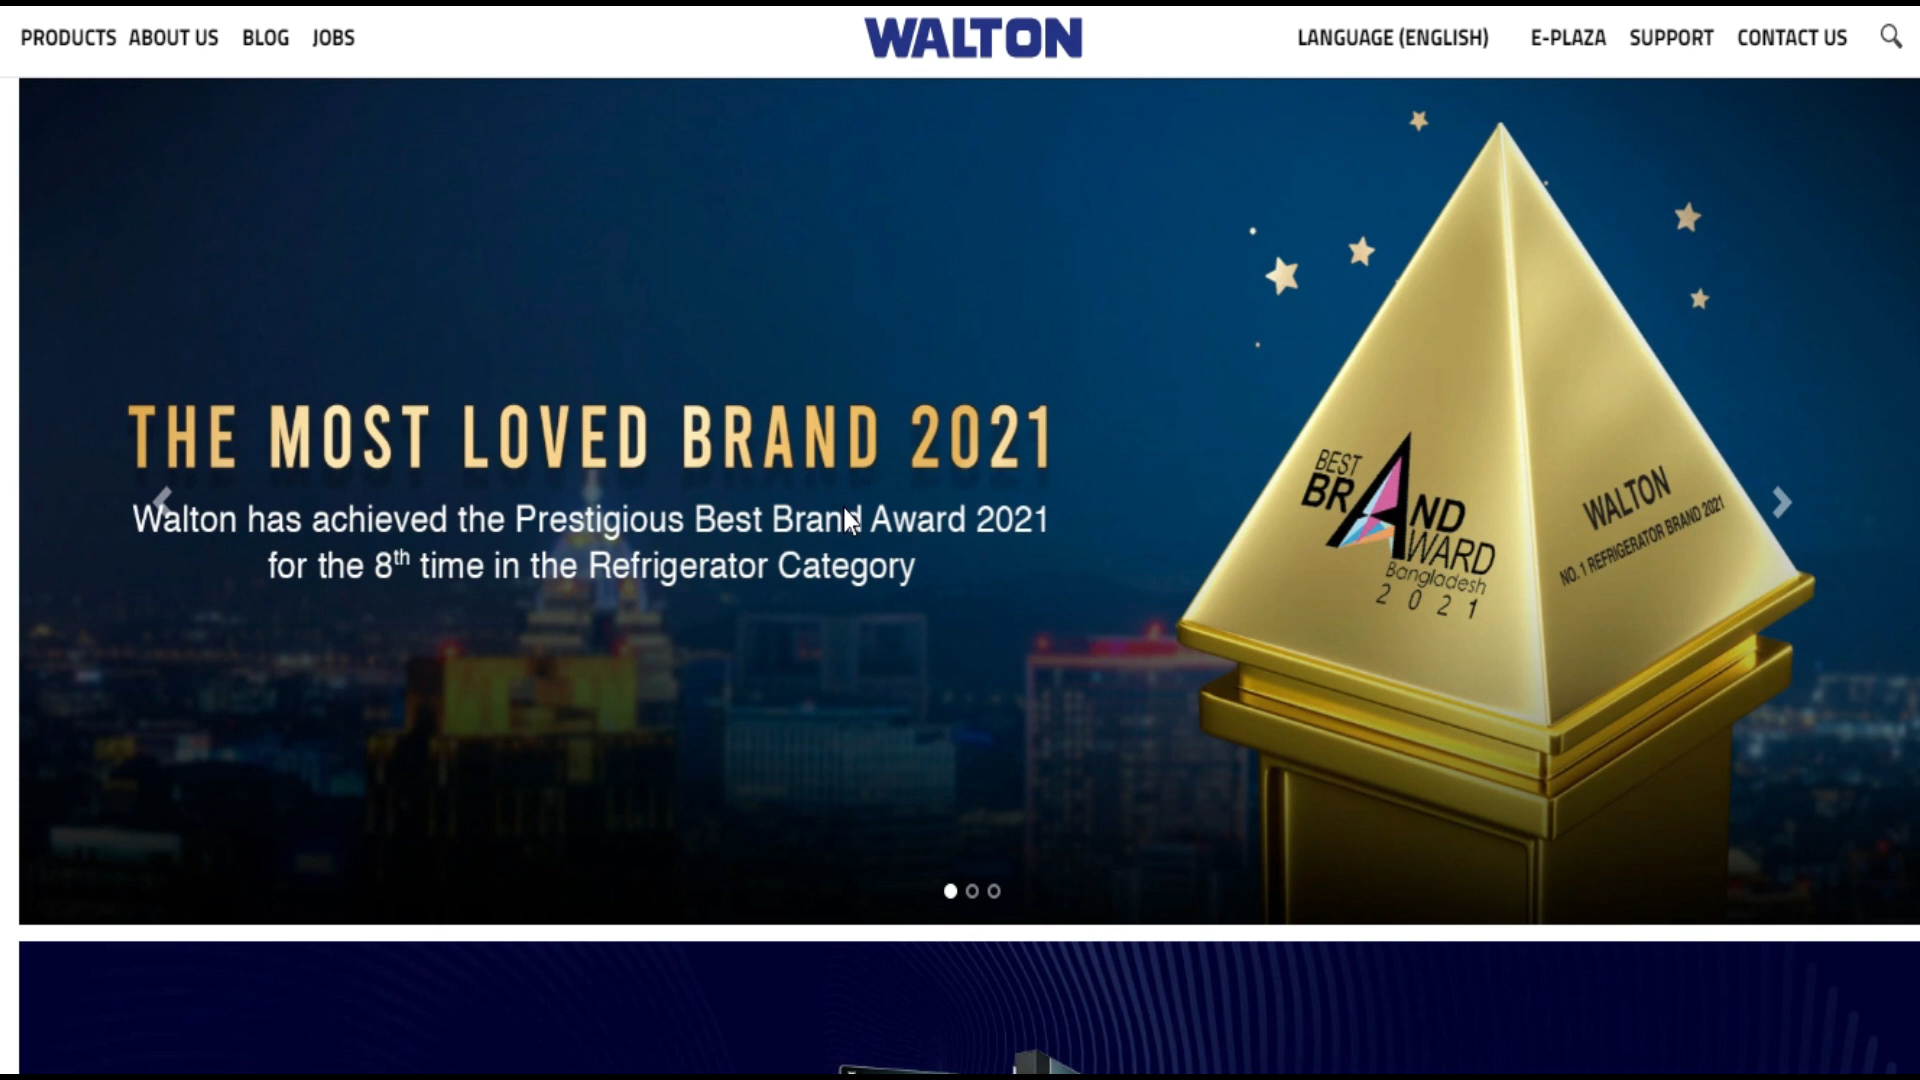 PRODUCTS ABOUT US BLOG JOBS WALTON LANGUAGE (ENGLISH) E-PLAZA SUPPORT CONTACT US
THE MOST LOVED BRAND 2021
Walton has achieved the Prestigious Best Brand Award 2021
for the 8th time in the Refrigerator Category
BEST
BRAND
AWARD
Bangladesh
2021
WALTON
NO. 1 REFRIGERATOR BRAND 2021